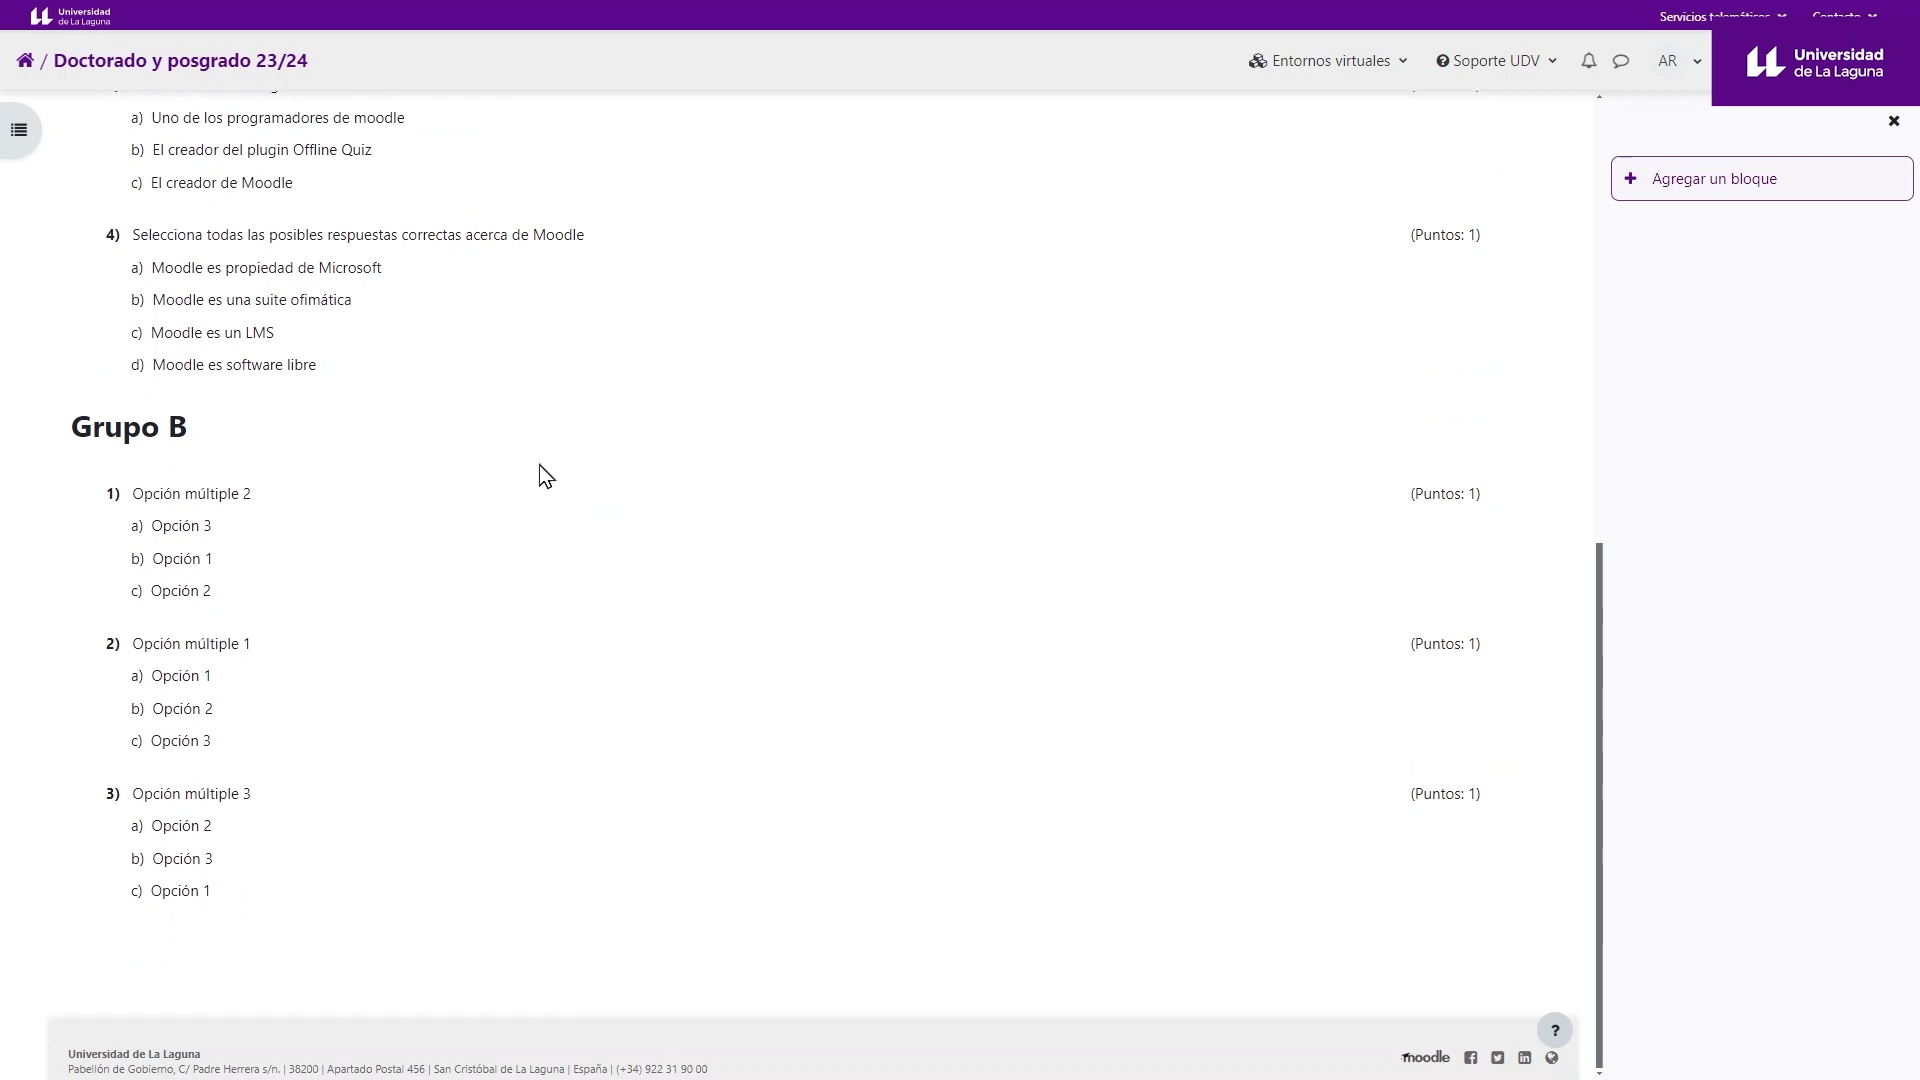 Universidad
de La Laguna
Servicios telemáticos
Contacto
/ Doctorado y posgrado 23/24
Entornos virtuales
Soporte UDV
AR
Universidad
de La Laguna
a) Uno de los programadores de moodle
b) El creador del plugin Offline Quiz
c) El creador de Moodle
Agregar un bloque
4) Selecciona todas las posibles respuestas correctas acerca de Moodle (Puntos: 1)
a) Moodle es propiedad de Microsoft
b) Moodle es una suite ofimática
c) Moodle es un LMS
d) Moodle es software libre
Grupo B
1) Opción múltiple 2 (Puntos: 1)
a) Opción 3
b) Opción 1
c) Opción 2
2) Opción múltiple 1 (Puntos: 1)
a) Opción 1
b) Opción 2
c) Opción 3
3) Opción múltiple 3 (Puntos: 1)
a) Opción 2
b) Opción 3
c) Opción 1
?
Universidad de La Laguna
Pabellón de Gobierno, C/ Padre Herrera s/n. | 38200 | Apartado Postal 456 | San Cristóbal de La Laguna | España | (+34) 922 31 90 00
moodle